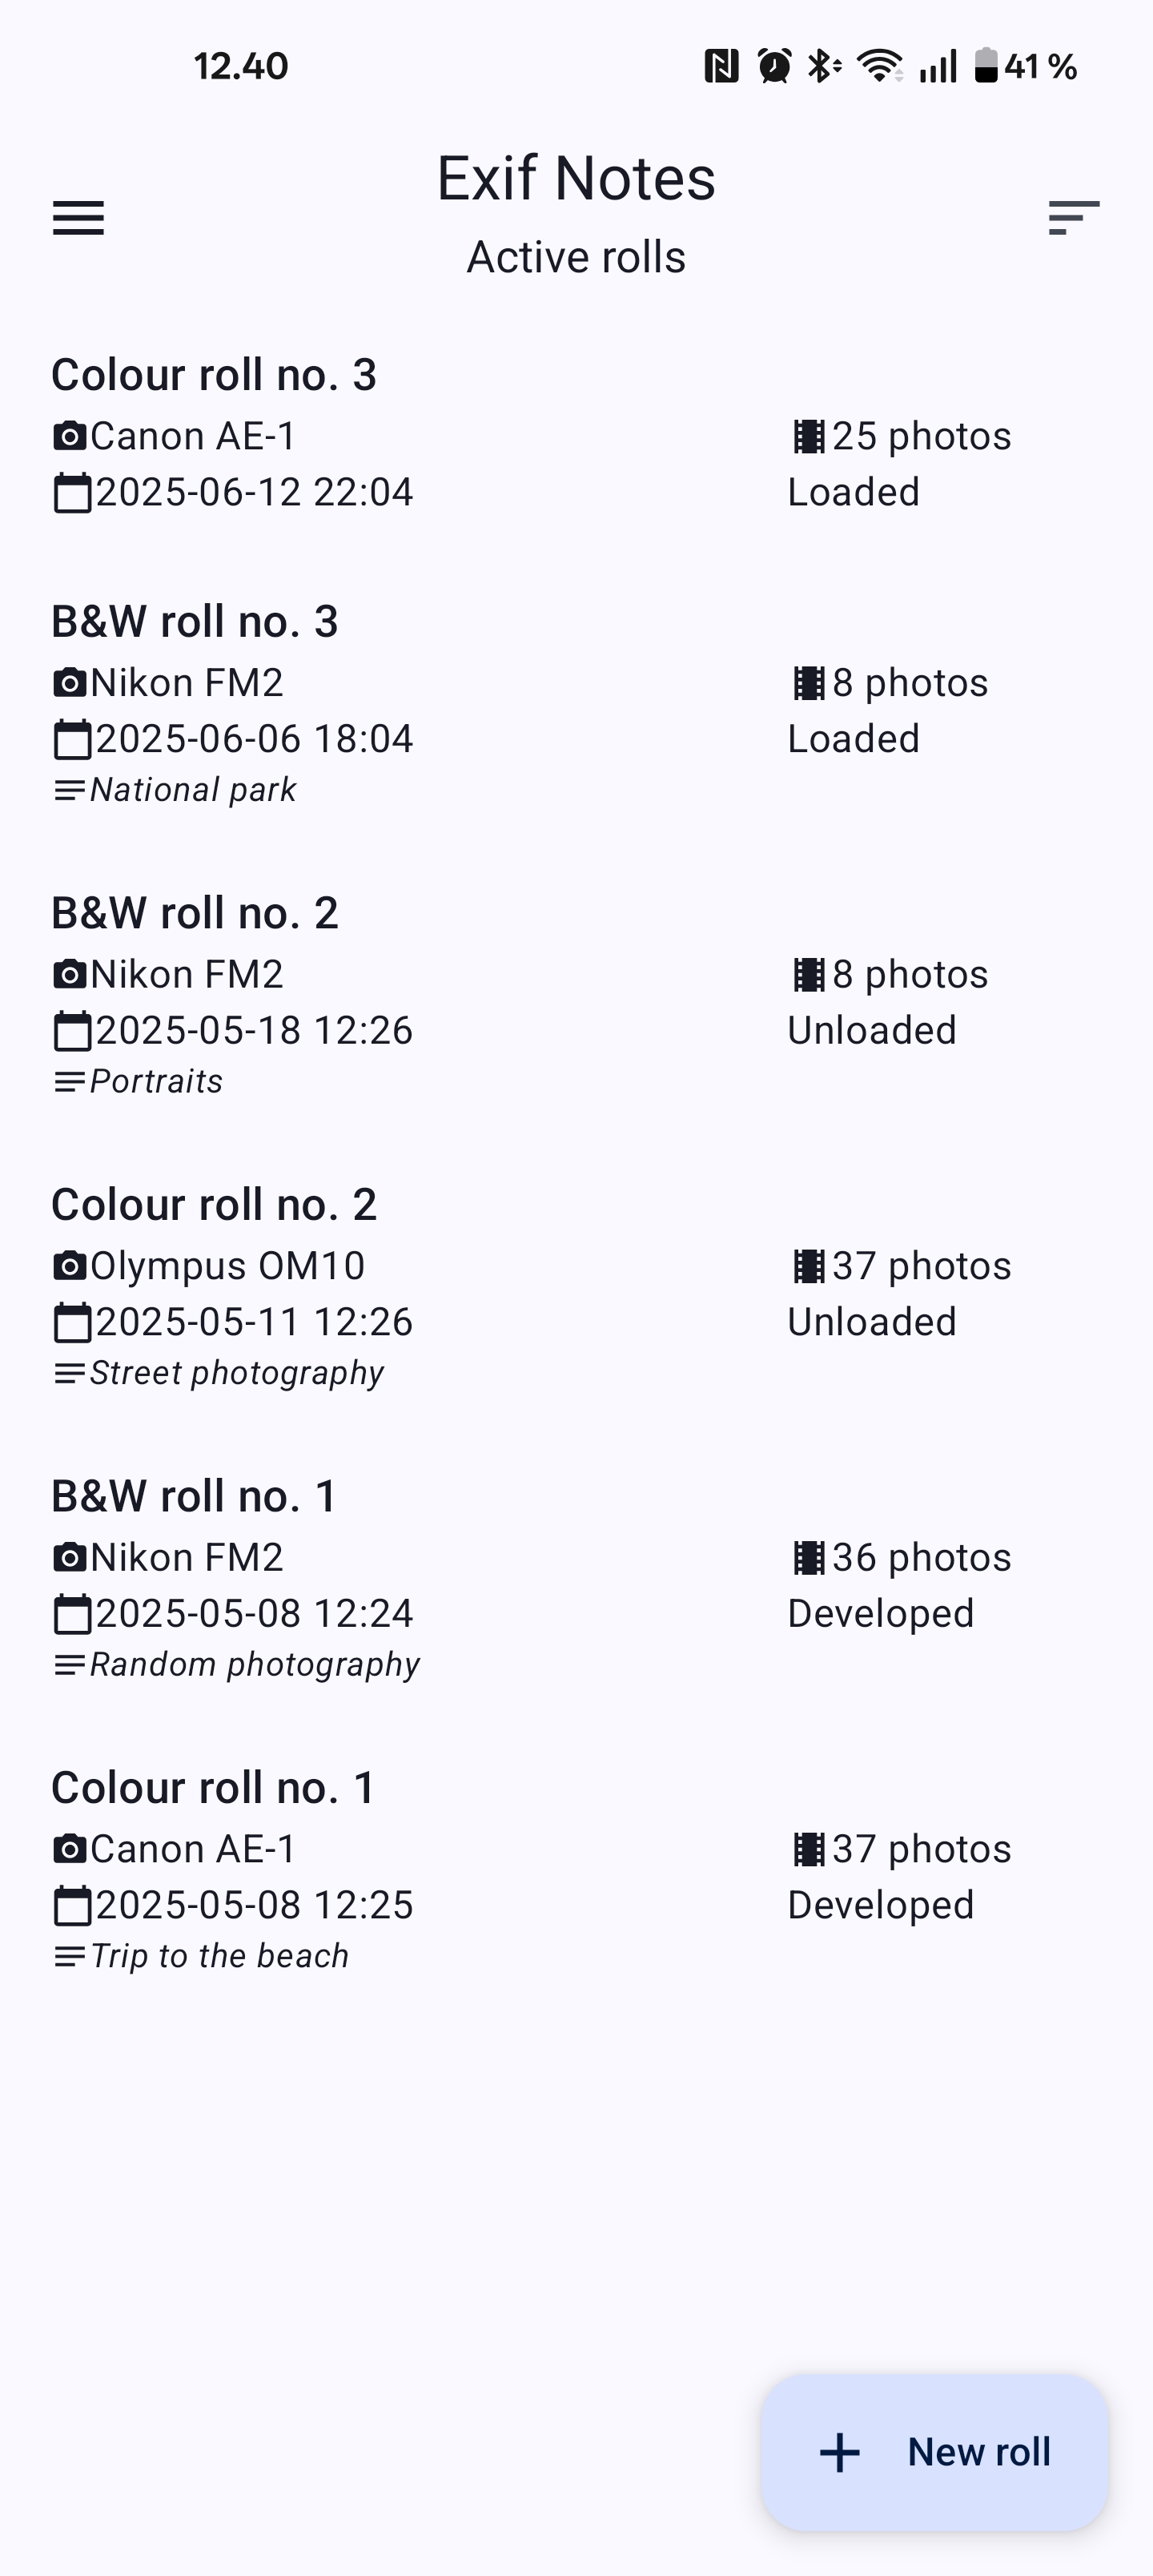 12.40 41 %
Exif Notes
Active rolls
Colour roll no. 3
Canon AE-1 25 photos
2025-06-12 22:04 Loaded
B&W roll no. 3
Nikon FM2 8 photos
2025-06-06 18:04 Loaded
National park
B&W roll no. 2
Nikon FM2 8 photos
2025-05-18 12:26 Unloaded
Portraits
Colour roll no. 2
Olympus OM10 37 photos
2025-05-11 12:26 Unloaded
Street photography
B&W roll no. 1
Nikon FM2 36 photos
2025-05-08 12:24 Developed
Random photography
Colour roll no. 1
Canon AE-1 37 photos
2025-05-08 12:25 Developed
Trip to the beach
New roll